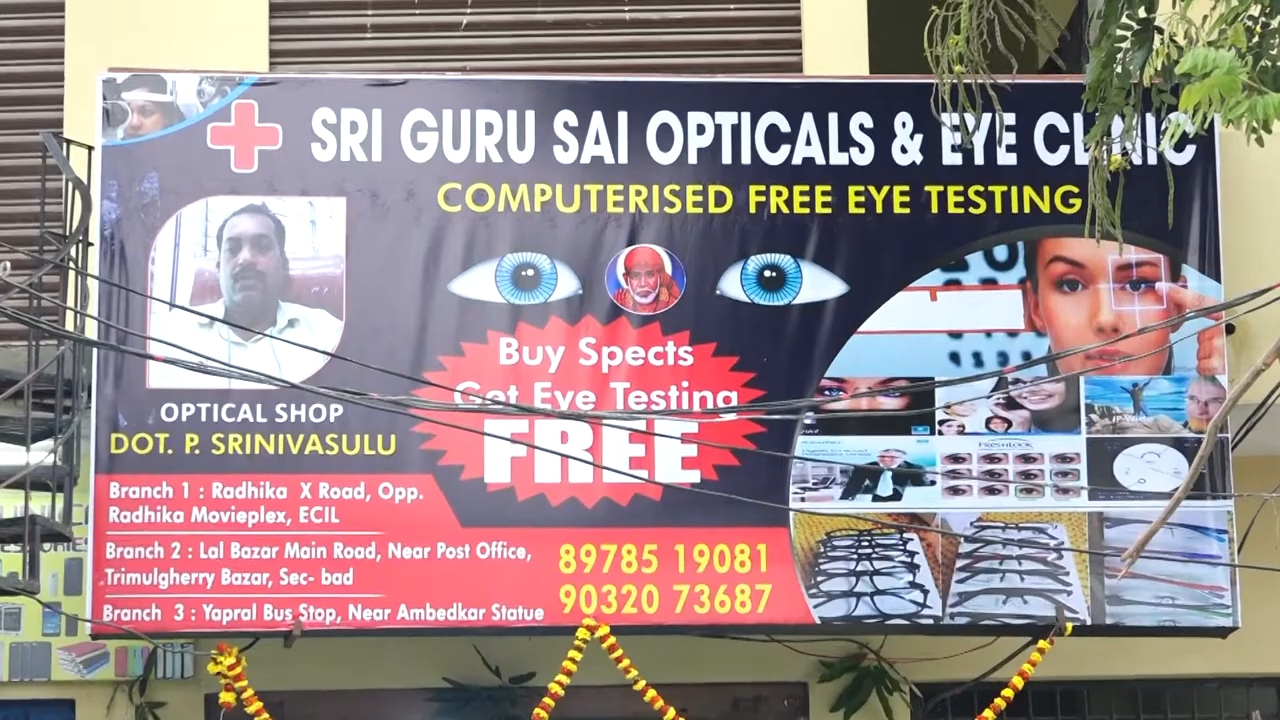 SRI GURU SAI OPTICALS & EYE CLINIC
COMPUTERISED FREE EYE TESTING
Buy Spects
Get Eye Testing
FREE
OPTICAL SHOP
DOT. P. SRINIVASULU
Branch 1 : Radhika X Road, Opp.
Radhika Movieplex, ECIL
Branch 2 : Lal Bazar Main Road, Near Post Office,
Trimulgherry Bazar, Sec- bad
Branch 3 : Yapral Bus Stop, Near Ambedkar Statue
89785 19081
90320 73687
FRESHLOOK